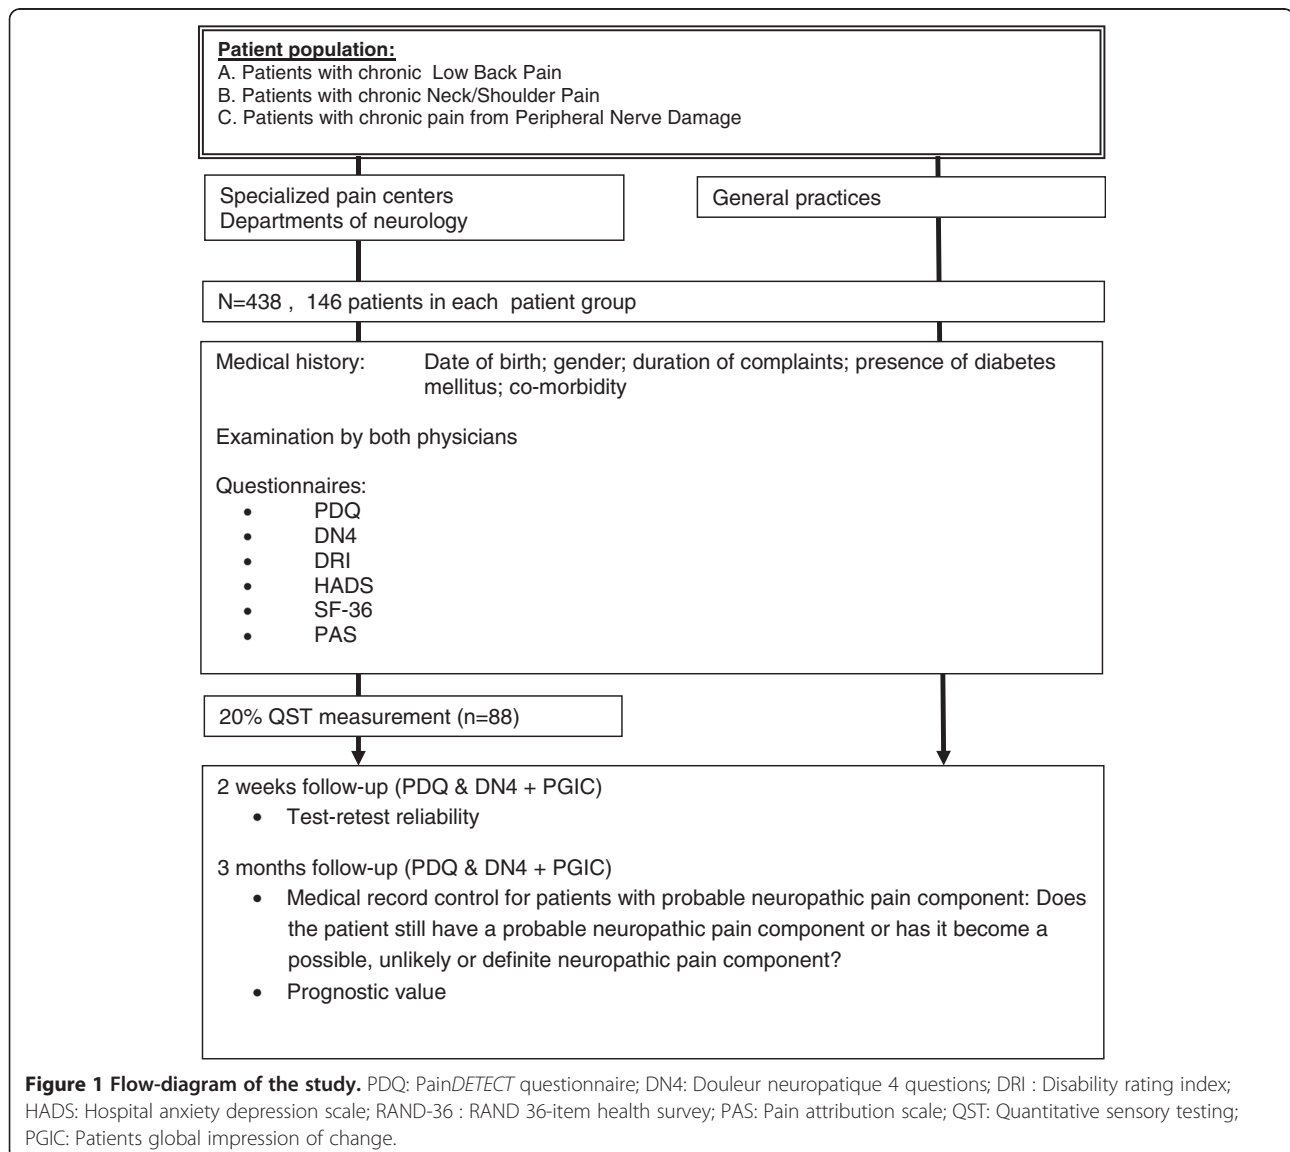 Patient population:
A. Patients with chronic Low Back Pain
B. Patients with chronic Neck/Shoulder Pain
C. Patients with chronic pain from Peripheral Nerve Damage
Specialized pain centers
Departments of neurology
General practices
N=438 , 146 patients in each patient group
Medical history: Date of birth; gender; duration of complaints; presence of diabetes
mellitus; co-morbidity
Examination by both physicians
Questionnaires:
• PDQ
• DN4
• DRI
• HADS
• SF-36
• PAS
20% QST measurement (n=88)
2 weeks follow-up (PDQ & DN4 + PGIC)
• Test-retest reliability
3 months follow-up (PDQ & DN4 + PGIC)
• Medical record control for patients with probable neuropathic pain component: Does
the patient still have a probable neuropathic pain component or has it become a
possible, unlikely or definite neuropathic pain component?
• Prognostic value
Figure 1 Flow-diagram of the study. PDQ: PainDETECT questionnaire; DN4: Douleur neuropatique 4 questions; DRI : Disability rating index;
HADS: Hospital anxiety depression scale; RAND-36 : RAND 36-item health survey; PAS: Pain attribution scale; QST: Quantitative sensory testing;
PGIC: Patients global impression of change.